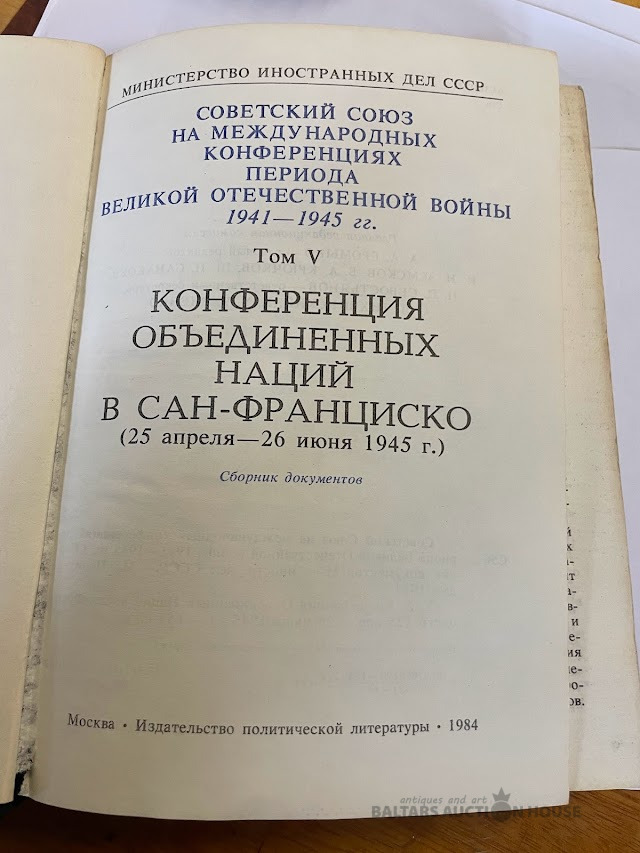 МИНИСТЕРСТВО ИНОСТРАННЫХ ДЕЛ СССР
СОВЕТСКИЙ СОЮЗ
НА МЕЖДУНАРОДНЫХ
КОНФЕРЕНЦИЯХ
ПЕРИОДА
ВЕЛИКОЙ ОТЕЧЕСТВЕННОЙ ВОЙНЫ
1941—1945 гг.
Том V
КОНФЕРЕНЦИЯ
ОБЪЕДИНЕННЫХ
НАЦИЙ
В САН-ФРАНЦИСКО
(25 апреля—26 июня 1945 г.)
Сборник документов
Москва • Издательство политической литературы • 1984
antiques and art
BALTARS AUCTION HOUSE